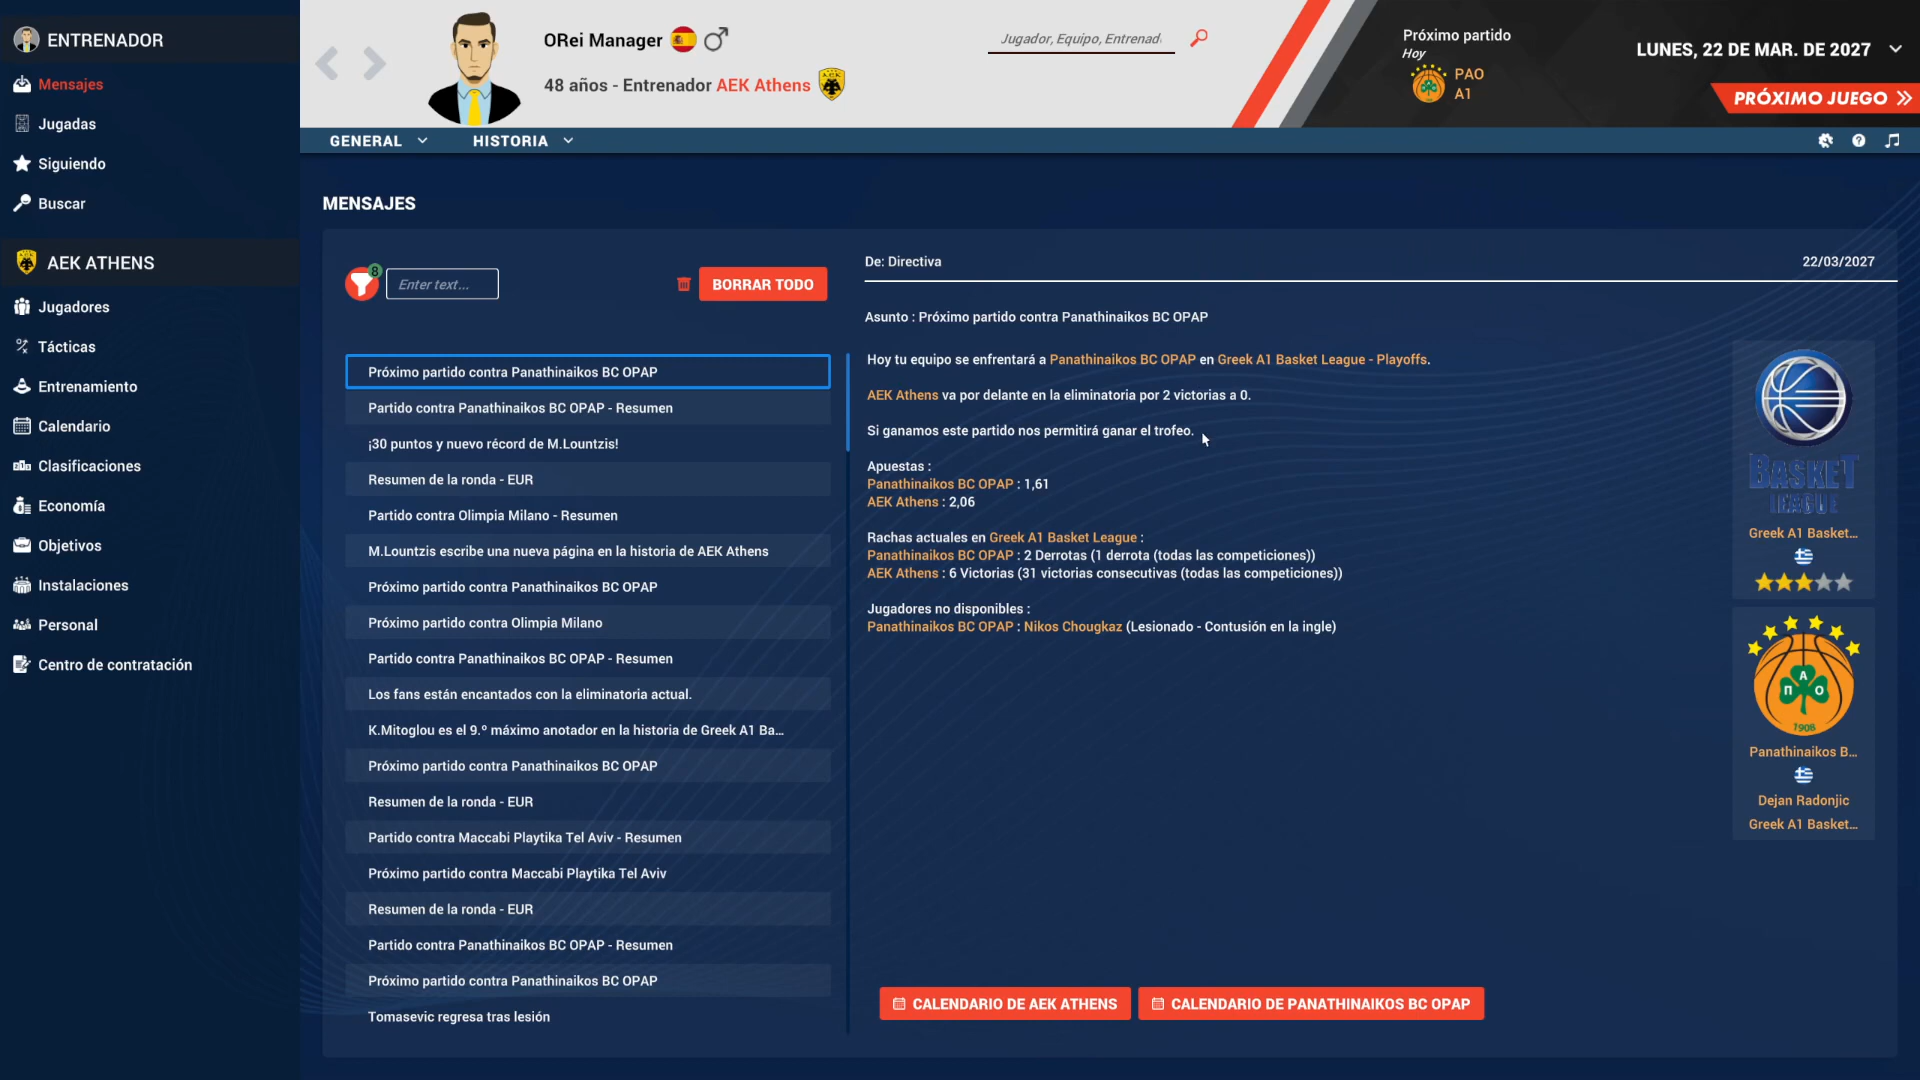 ENTRENADOR
Mensajes
Jugadas
Siguiendo
Buscar
AEK ATHENS
Jugadores
Tácticas
Entrenamiento
Calendario
Clasificaciones
Economía
Objetivos
Instalaciones
Personal
Centro de contratación
ORei Manager
48 años - Entrenador AEK Athens
Jugador, Equipo, Entrenad
Próximo partido
Hoy
PAO
A1
LUNES, 22 DE MAR. DE 2027
PRÓXIMO JUEGO
GENERAL
HISTORIA
MENSAJES
8
Enter text...
BORRAR TODO
Próximo partido contra Panathinaikos BC OPAP
Partido contra Panathinaikos BC OPAP - Resumen
¡30 puntos y nuevo récord de M.Lountzis!
Resumen de la ronda - EUR
Partido contra Olimpia Milano - Resumen
M.Lountzis escribe una nueva página en la historia de AEK Athens
Próximo partido contra Panathinaikos BC OPAP
Próximo partido contra Olimpia Milano
Partido contra Panathinaikos BC OPAP - Resumen
Los fans están encantados con la eliminatoria actual.
K.Mitoglou es el 9.º máximo anotador en la historia de Greek A1 Ba...
Próximo partido contra Panathinaikos BC OPAP
Resumen de la ronda - EUR
Partido contra Maccabi Playtika Tel Aviv - Resumen
Próximo partido contra Maccabi Playtika Tel Aviv
Resumen de la ronda - EUR
Partido contra Panathinaikos BC OPAP - Resumen
Próximo partido contra Panathinaikos BC OPAP
Tomasevic regresa tras lesión
De: Directiva
22/03/2027
Asunto : Próximo partido contra Panathinaikos BC OPAP
Hoy tu equipo se enfrentará a Panathinaikos BC OPAP en Greek A1 Basket League - Playoffs.
AEK Athens va por delante en la eliminatoria por 2 victorias a 0.
Si ganamos este partido nos permitirá ganar el trofeo.
Apuestas :
Panathinaikos BC OPAP : 1,61
AEK Athens : 2,06
Rachas actuales en Greek A1 Basket League :
Panathinaikos BC OPAP : 2 Derrotas (1 derrota (todas las competiciones))
AEK Athens : 6 Victorias (31 victorias consecutivas (todas las competiciones))
Jugadores no disponibles :
Panathinaikos BC OPAP : Nikos Chougkaz (Lesionado - Contusión en la ingle)
BASKET
LEAGUE
Greek A1 Basket...
Π Α Ο
1908
Panathinaikos B...
Dejan Radonjic
Greek A1 Basket...
CALENDARIO DE AEK ATHENS
CALENDARIO DE PANATHINAIKOS BC OPAP